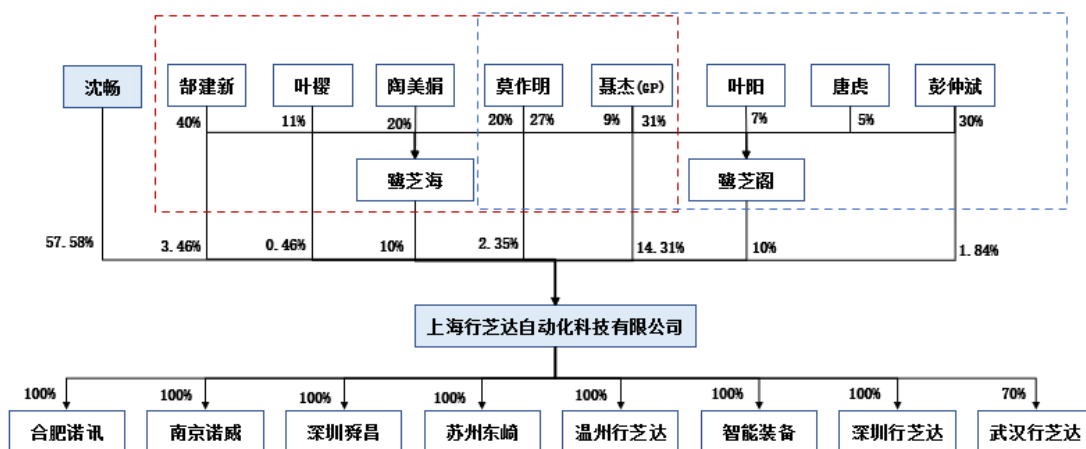 沈畅
郜建新
叶樱
陶美娟
莫作明
聂杰(GP)
叶阳
唐虎
彭仲斌
40%
11%
20%
20%
27%
9%
31%
7%
5%
30%
鹭芝海
鹭芝阁
57.58%
3.46%
0.46%
10%
2.35%
14.31%
10%
1.84%
上海行芝达自动化科技有限公司
100%
100%
100%
100%
100%
100%
100%
70%
合肥诺讯
南京诺威
深圳舜昌
苏州东崎
温州行芝达
智能装备
深圳行芝达
武汉行芝达